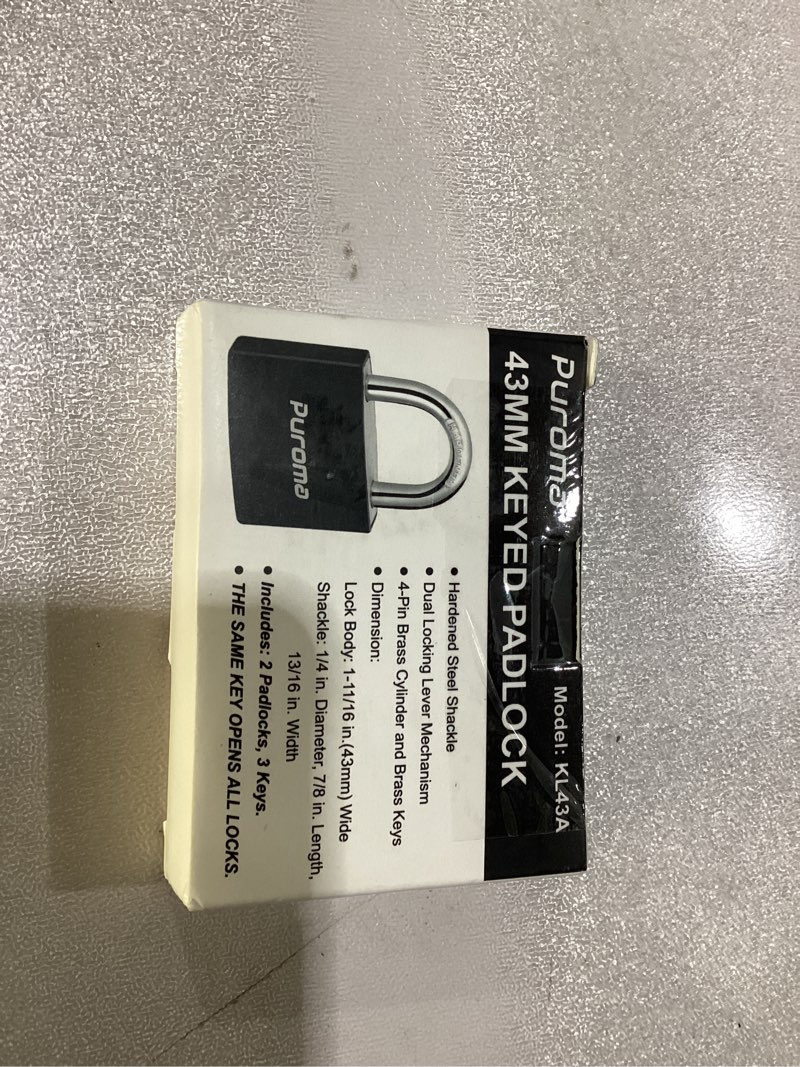 Puroma
Model: KL43A
43MM KEYED PADLOCK
Puroma
• Hardened Steel Shackle
• Dual Locking Lever Mechanism
• 4-Pin Brass Cylinder and Brass Keys
• Dimension:
Lock Body: 1-11/16 in.(43mm) Wide
Shackle: 1/4 in. Diameter, 7/8 in. Length,
13/16 in. Width
• Includes: 2 Padlocks, 3 Keys.
• THE SAME KEY OPENS ALL LOCKS.